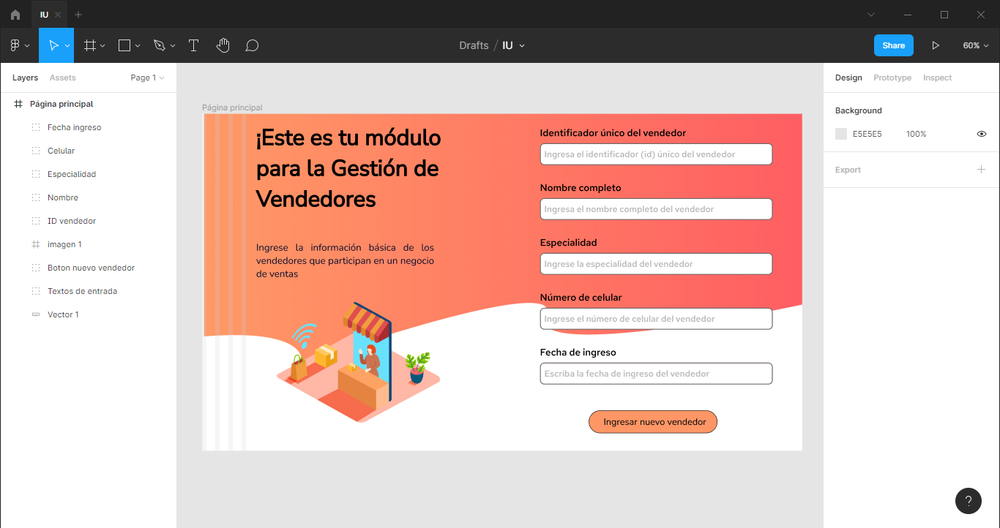 IU
Drafts / IU
Share
60%
Layers
Assets
Page 1
Página principal
Fecha ingreso
Celular
Especialidad
Nombre
ID vendedor
imagen 1
Boton nuevo vendedor
Textos de entrada
Vector 1
Página principal
¡Este es tu módulo
para la Gestión de
Vendedores
Ingrese la información básica de los
vendedores que participan en un negocio
de ventas
Identificador único del vendedor
Ingresa el identificador (id) único del vendedor
Nombre completo
Ingresa el nombre completo del vendedor
Especialidad
Ingrese la especialidad del vendedor
Número de celular
Ingrese el número de celular del vendedor
Fecha de ingreso
Escriba la fecha de ingreso del vendedor
Ingresar nuevo vendedor
Design
Prototype
Inspect
Background
E5E5E5
100%
Export
?